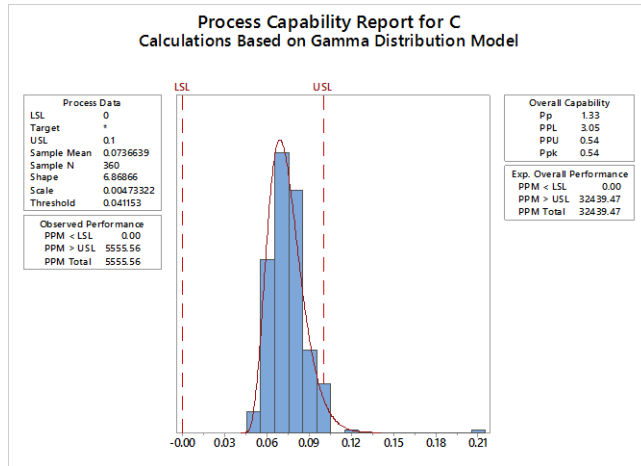 Process Capability Report for C
Calculations Based on Gamma Distribution Model
LSL
USL
Process Data
LSL 0
Target *
USL 0.1
Sample Mean 0.0736639
Sample N 360
Shape 6.86866
Scale 0.00473322
Threshold 0.041153
Observed Performance
PPM < LSL 0.00
PPM > USL 5555.56
PPM Total 5555.56
Overall Capability
Pp 1.33
PPL 3.05
PPU 0.54
Ppk 0.54
Exp. Overall Performance
PPM < LSL 0.00
PPM > USL 32439.47
PPM Total 32439.47
-0.00 0.03 0.06 0.09 0.12 0.15 0.18 0.21